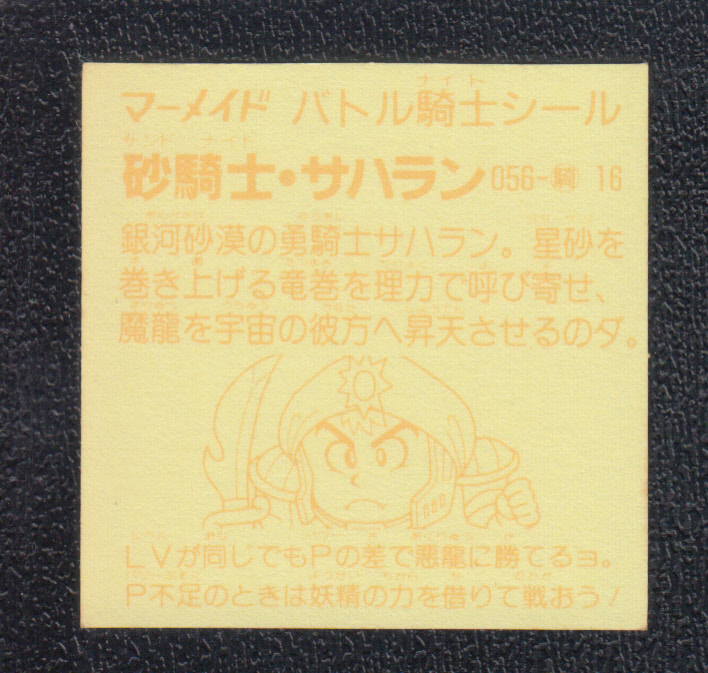 マーメイド バトル騎士シール
砂騎士・サハラン 056-騎 16
銀河砂漠の勇騎士サハラン。星砂を
巻き上げる竜巻を理力で呼び寄せ、
魔龍を宇宙の彼方へ昇天させるのダ。
LVが同じでもPの差で悪龍に勝てるョ。
P不足のときは妖精の力を借りて戦おう!